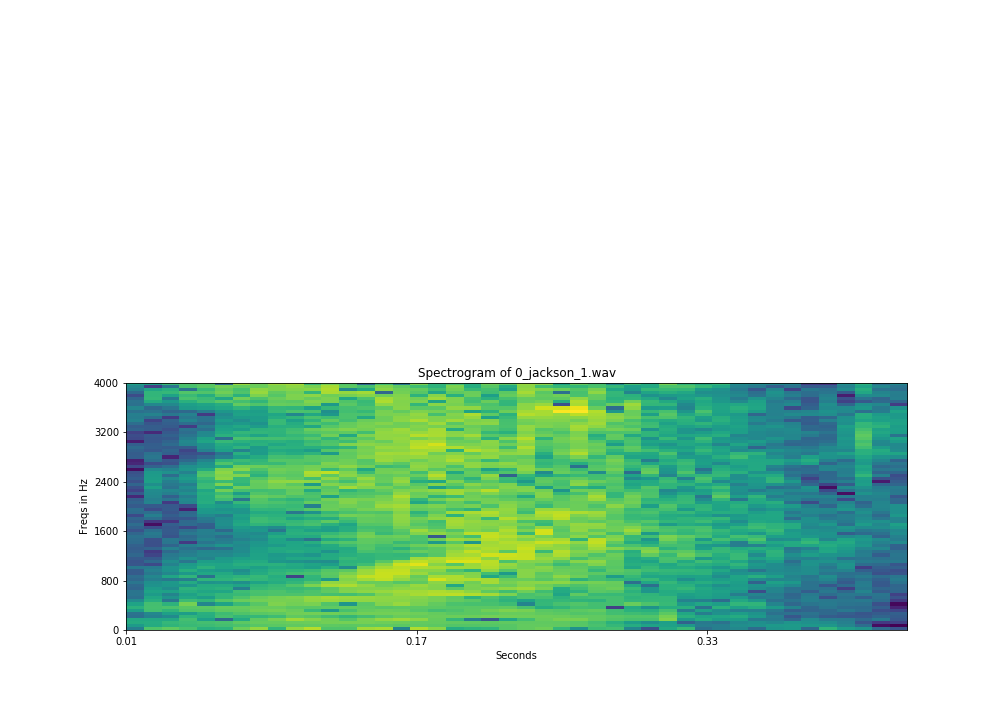 Spectrogram of 0_jackson_1.wav
4000
3200
2400
1600
800
0
Freqs in Hz
0.01 0.17 0.33
Seconds